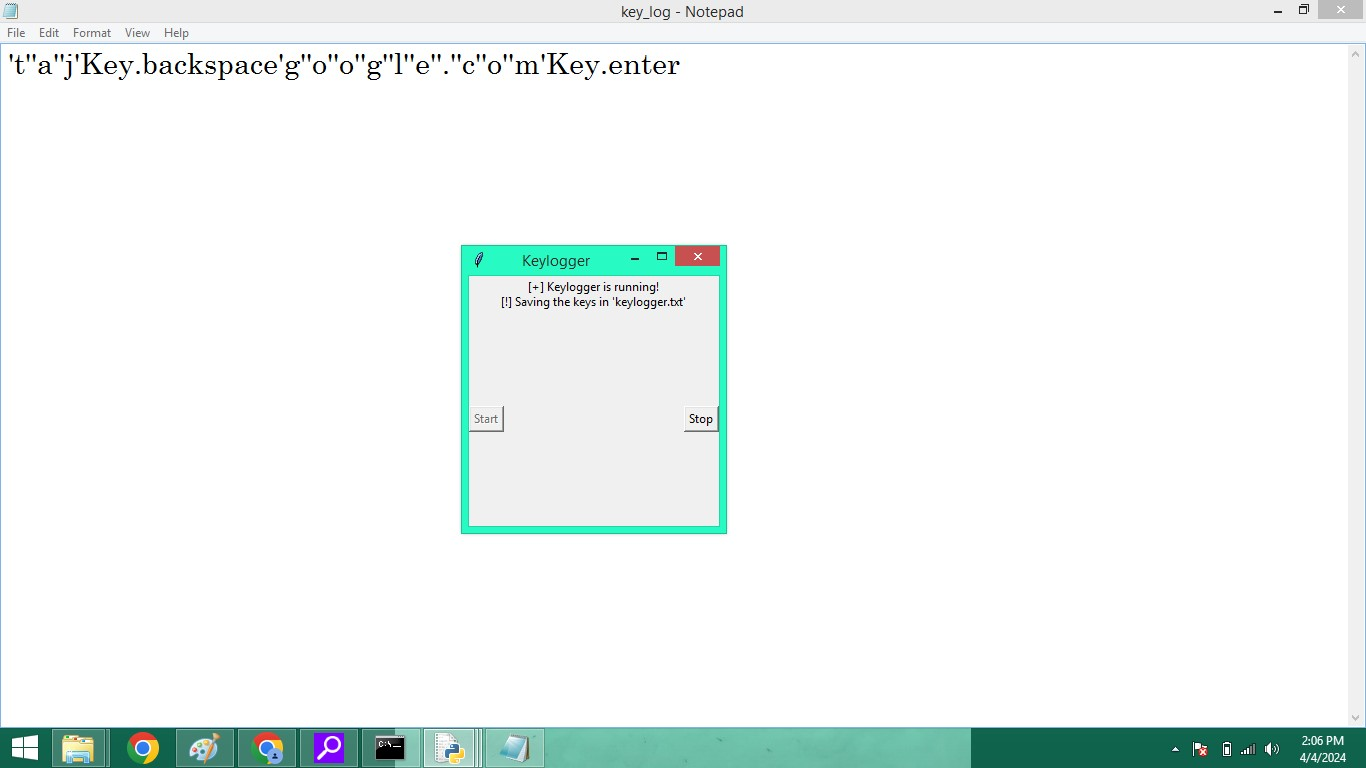 key_log - Notepad
File Edit Format View Help
't''a''j'Key.backspace'g''o''o''g''l''e''.''c''o''m'Key.enter
Keylogger
[+] Keylogger is running!
[!] Saving the keys in 'keylogger.txt'
Start Stop
C:\_
2:06 PM
4/4/2024